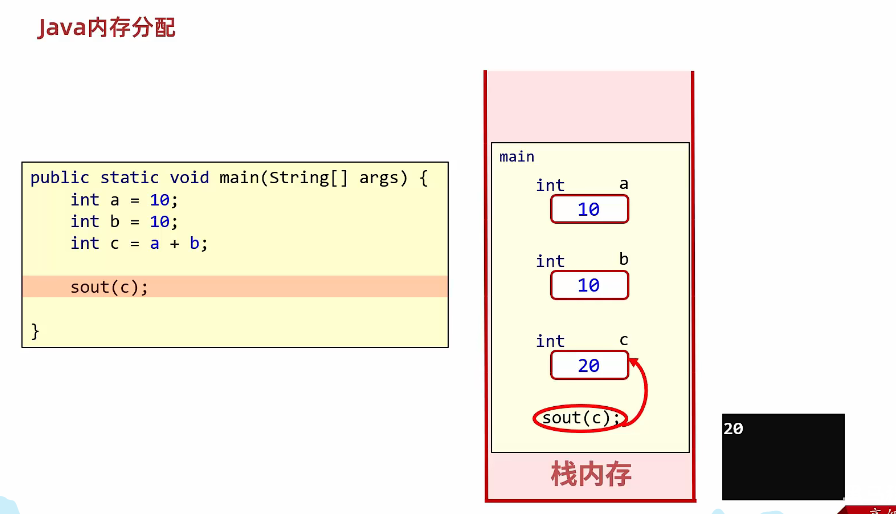 Java内存分配
public static void main(String[] args) {
int a = 10;
int b = 10;
int c = a + b;
sout(c);
}
main
int a
10
int b
10
int c
20
sout(c);
栈内存
20